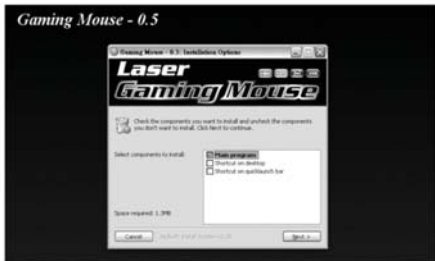 Gaming Mouse - 0.5
Gaming Mouse - 0.5: Installation Options
Laser
Gaming Mouse
Check the components you want to install and uncheck the components
you don't want to install. Click Next to continue.
Select components to install:
Main programs
Shortcut on desktop
Shortcut on quicklaunch bar
Space required: 1.3MB
Cancel
Next >